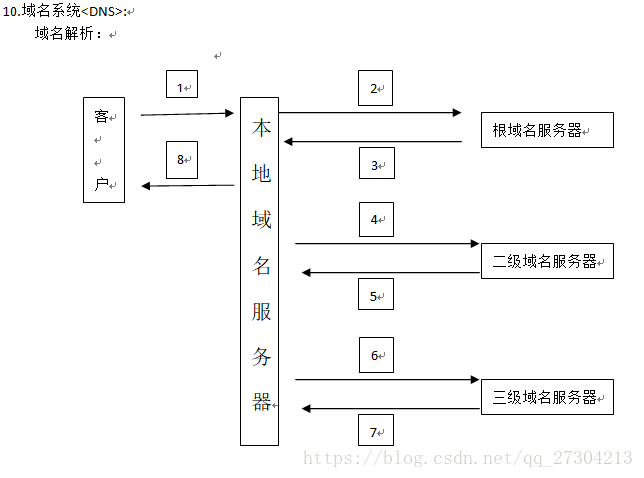 10.域名系统<DNS>:
域名解析：
1
2
客
户
本
地
域
名
服
务
器
根域名服务器
8
3
4
二级域名服务器
5
6
三级域名服务器
7
https://blog.csdn.net/qq_27304213